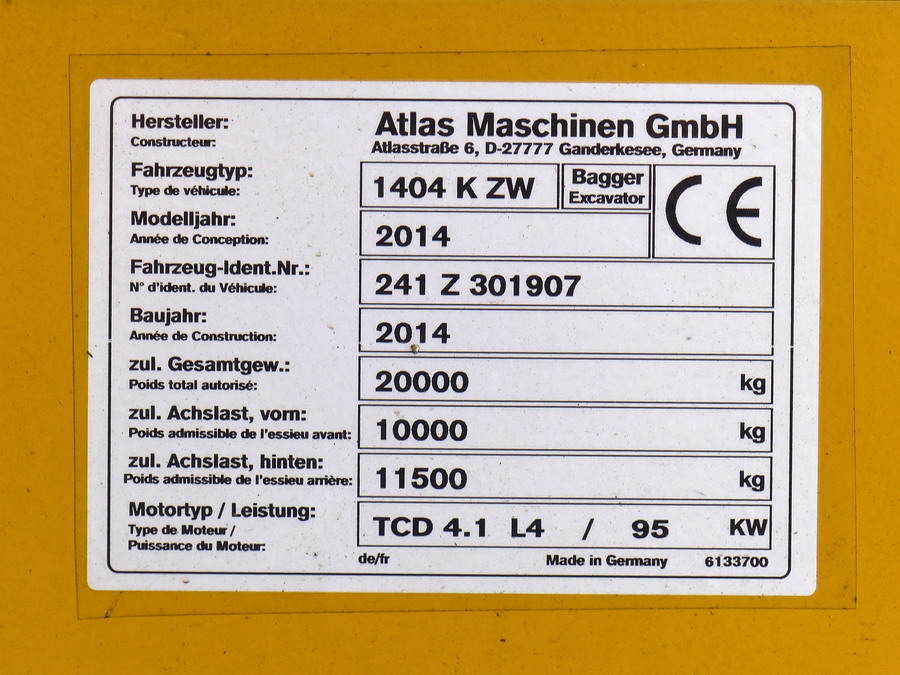 Hersteller:
Constructeur:
Atlas Maschinen GmbH
Atlasstraße 6, D-27777 Ganderkesee, Germany
Fahrzeugtyp:
Type de véhicule:
1404 K ZW
Bagger
Excavator
CE
Modelljahr:
Année de Conception:
2014
Fahrzeug-Ident.Nr.:
N° d'ident. du Véhicule:
241 Z 301907
Baujahr:
Année de Construction:
2014
zul. Gesamtgew.:
Poids total autorisé:
20000 kg
zul. Achslast, vorn:
Poids admissible de l'essieu avant:
10000 kg
zul. Achslast, hinten:
Poids admissible de l'essieu arrière:
11500 kg
Motortyp / Leistung:
Type de Moteur /
Puissance du Moteur:
TCD 4.1 L4 / 95 KW
de/fr Made in Germany 6133700